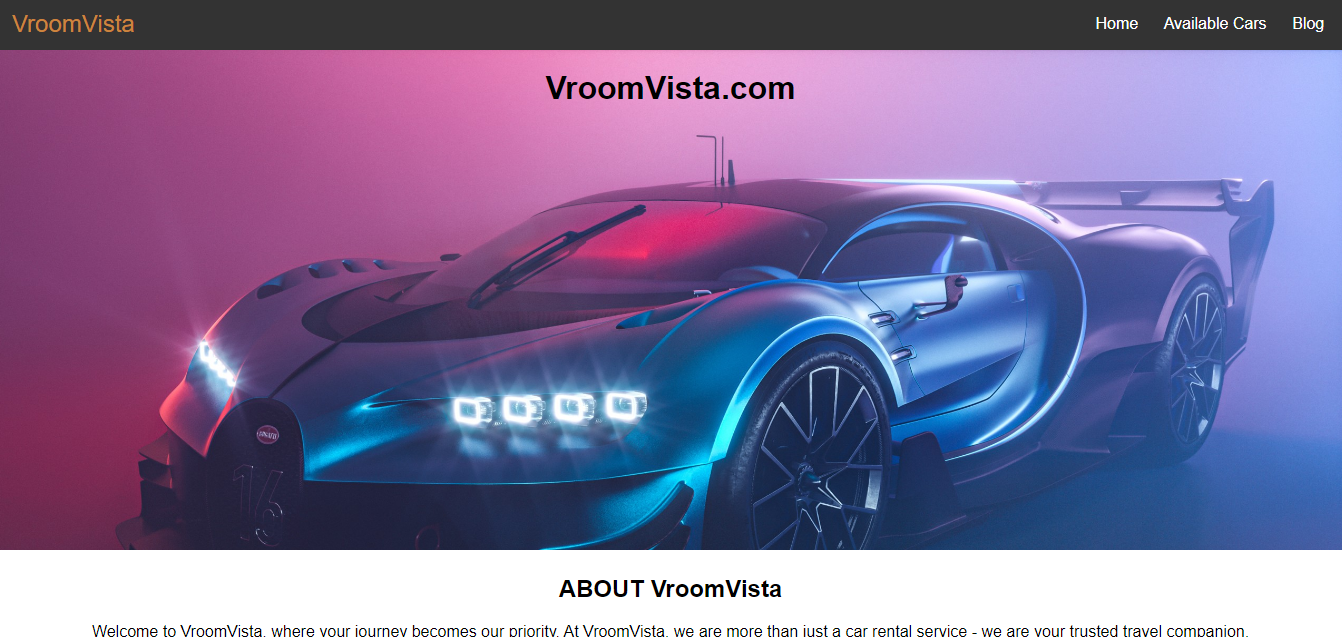 VroomVista
Home Available Cars Blog
VroomVista.com
16
ABOUT VroomVista
Welcome to VroomVista, where your journey becomes our priority. At VroomVista, we are more than just a car rental service - we are your trusted travel companion.